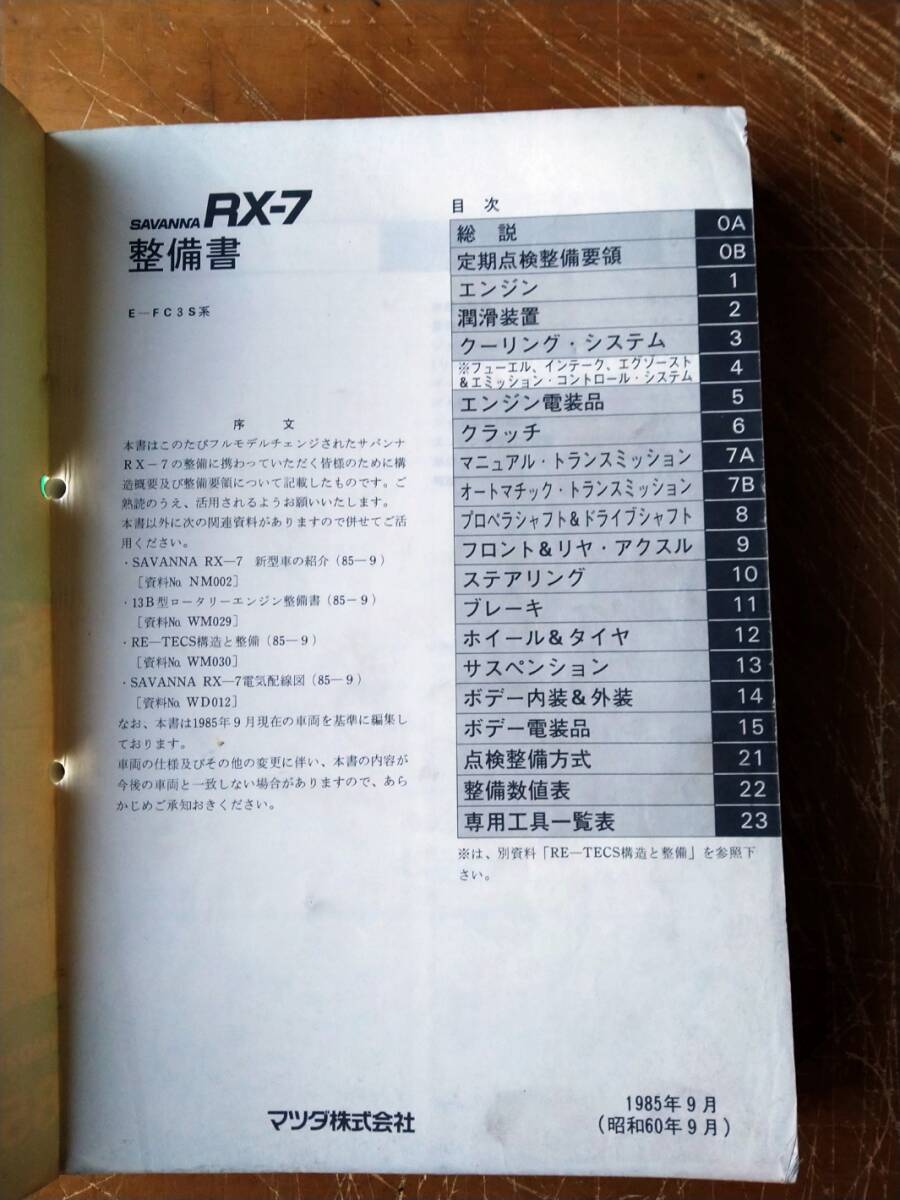 SAVANNA RX-7
整備書
E－FC3S系
序　文
本書はこのたびフルモデルチェンジされたサバンナ
RX－7の整備に携わっていただく皆様のために構
造概要及び整備要領について記載したものです。ご
熟読のうえ、活用されるようお願いいたします。
本書以外に次の関連資料がありますので併せてご活
用ください。
・SAVANNA RX－7　新型車の紹介（85－9）
［資料No. NM002］
・13B型ロータリーエンジン整備書（85－9）
［資料No. WM029］
・RE－TECS構造と整備（85－9）
［資料No. WM030］
・SAVANNA RX－7電気配線図（85－9）
［資料No. WD012］
なお、本書は1985年9月現在の車両を基準に編集し
ております。
車両の仕様及びその他の変更に伴い、本書の内容が
今後の車両と一致しない場合がありますので、あら
かじめご承知おきください。
目　次
総　説 0A
定期点検整備要領 0B
エンジン 1
潤滑装置 2
クーリング・システム 3
※フューエル、インテーク、エグゾースト
&エミッション・コントロール・システム 4
エンジン電装品 5
クラッチ 6
マニュアル・トランスミッション 7A
オートマチック・トランスミッション 7B
プロペラシャフト&ドライブシャフト 8
フロント&リヤ・アクスル 9
ステアリング 10
ブレーキ 11
ホイール&タイヤ 12
サスペンション 13
ボデー内装&外装 14
ボデー電装品 15
点検整備方式 21
整備数値表 22
専用工具一覧表 23
※は、別資料「RE－TECS構造と整備」を参照下
さい。
マツダ株式会社
1985年9月
（昭和60年9月）